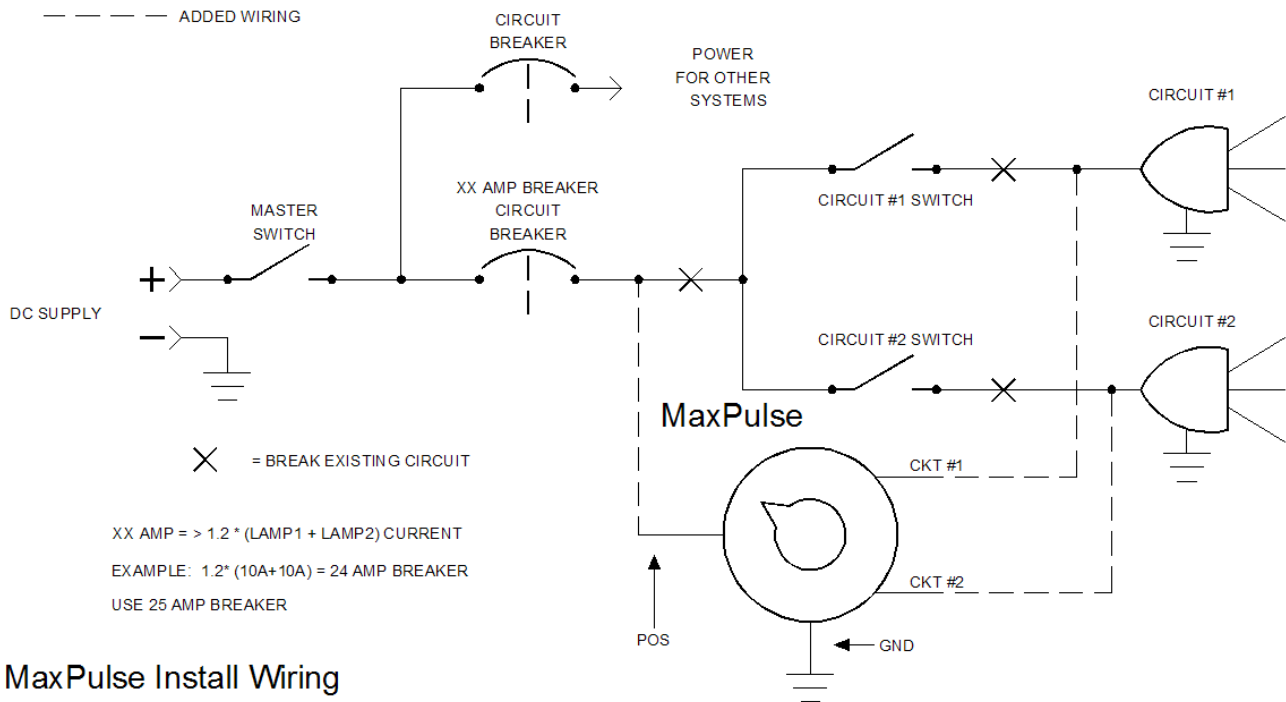 ADDED WIRING
CIRCUIT
BREAKER
POWER
FOR OTHER
SYSTEMS
CIRCUIT #1
XX AMP BREAKER
CIRCUIT
BREAKER
MASTER
SWITCH
CIRCUIT #1 SWITCH
+
DC SUPPLY
−
CIRCUIT #2 SWITCH
CIRCUIT #2
MaxPulse
= BREAK EXISTING CIRCUIT
CKT #1
XX AMP = > 1.2 * (LAMP1 + LAMP2) CURRENT
EXAMPLE: 1.2* (10A+10A) = 24 AMP BREAKER
USE 25 AMP BREAKER
CKT #2
POS
GND
MaxPulse Install Wiring